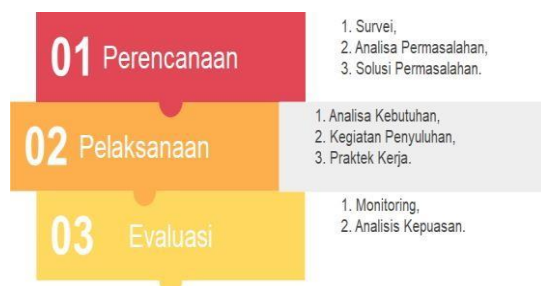 01 Perencanaan
1. Survei,
2. Analisa Permasalahan,
3. Solusi Permasalahan.
02 Pelaksanaan
1. Analisa Kebutuhan,
2. Kegiatan Penyuluhan,
3. Praktek Kerja.
03 Evaluasi
1. Monitoring,
2. Analisis Kepuasan.